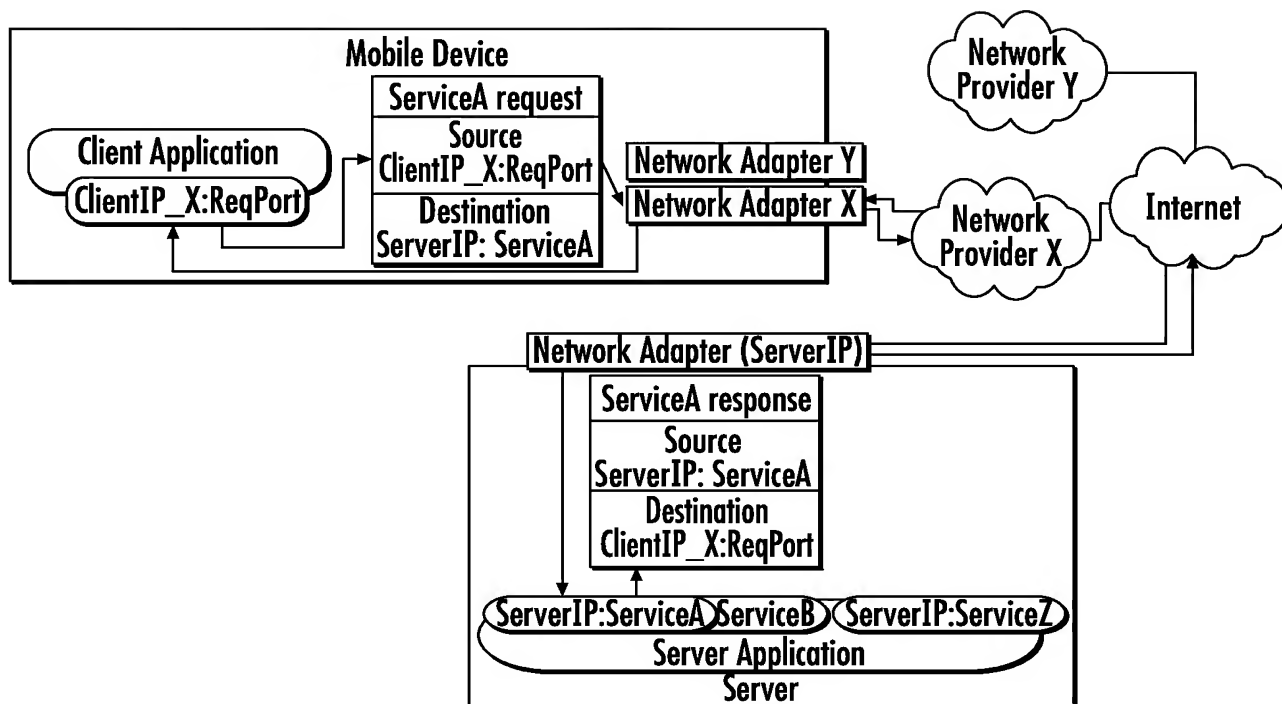 Mobile Device
ServiceA request
Source
ClientIP_X:ReqPort
Destination
ServerIP: ServiceA
Client Application
ClientIP_X:ReqPort
Network Adapter Y
Network Adapter X
Network
Provider Y
Network
Provider X
Internet
Network Adapter (ServerIP)
ServiceA response
Source
ServerIP: ServiceA
Destination
ClientIP_X:ReqPort
ServerIP:ServiceA
ServiceB
ServerIP:ServiceZ
Server Application
Server